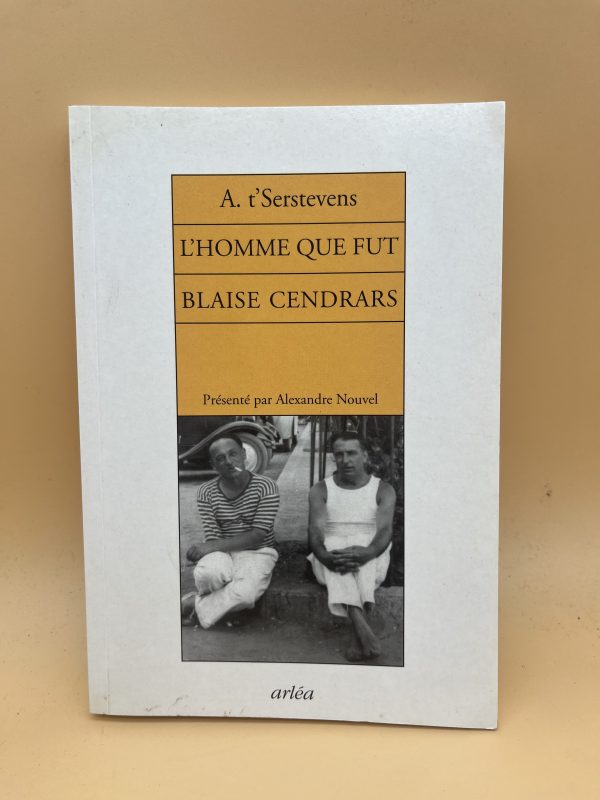 A. t'Serstevens
L'HOMME QUE FUT
BLAISE CENDRARS
Présenté par Alexandre Nouvel
arléa